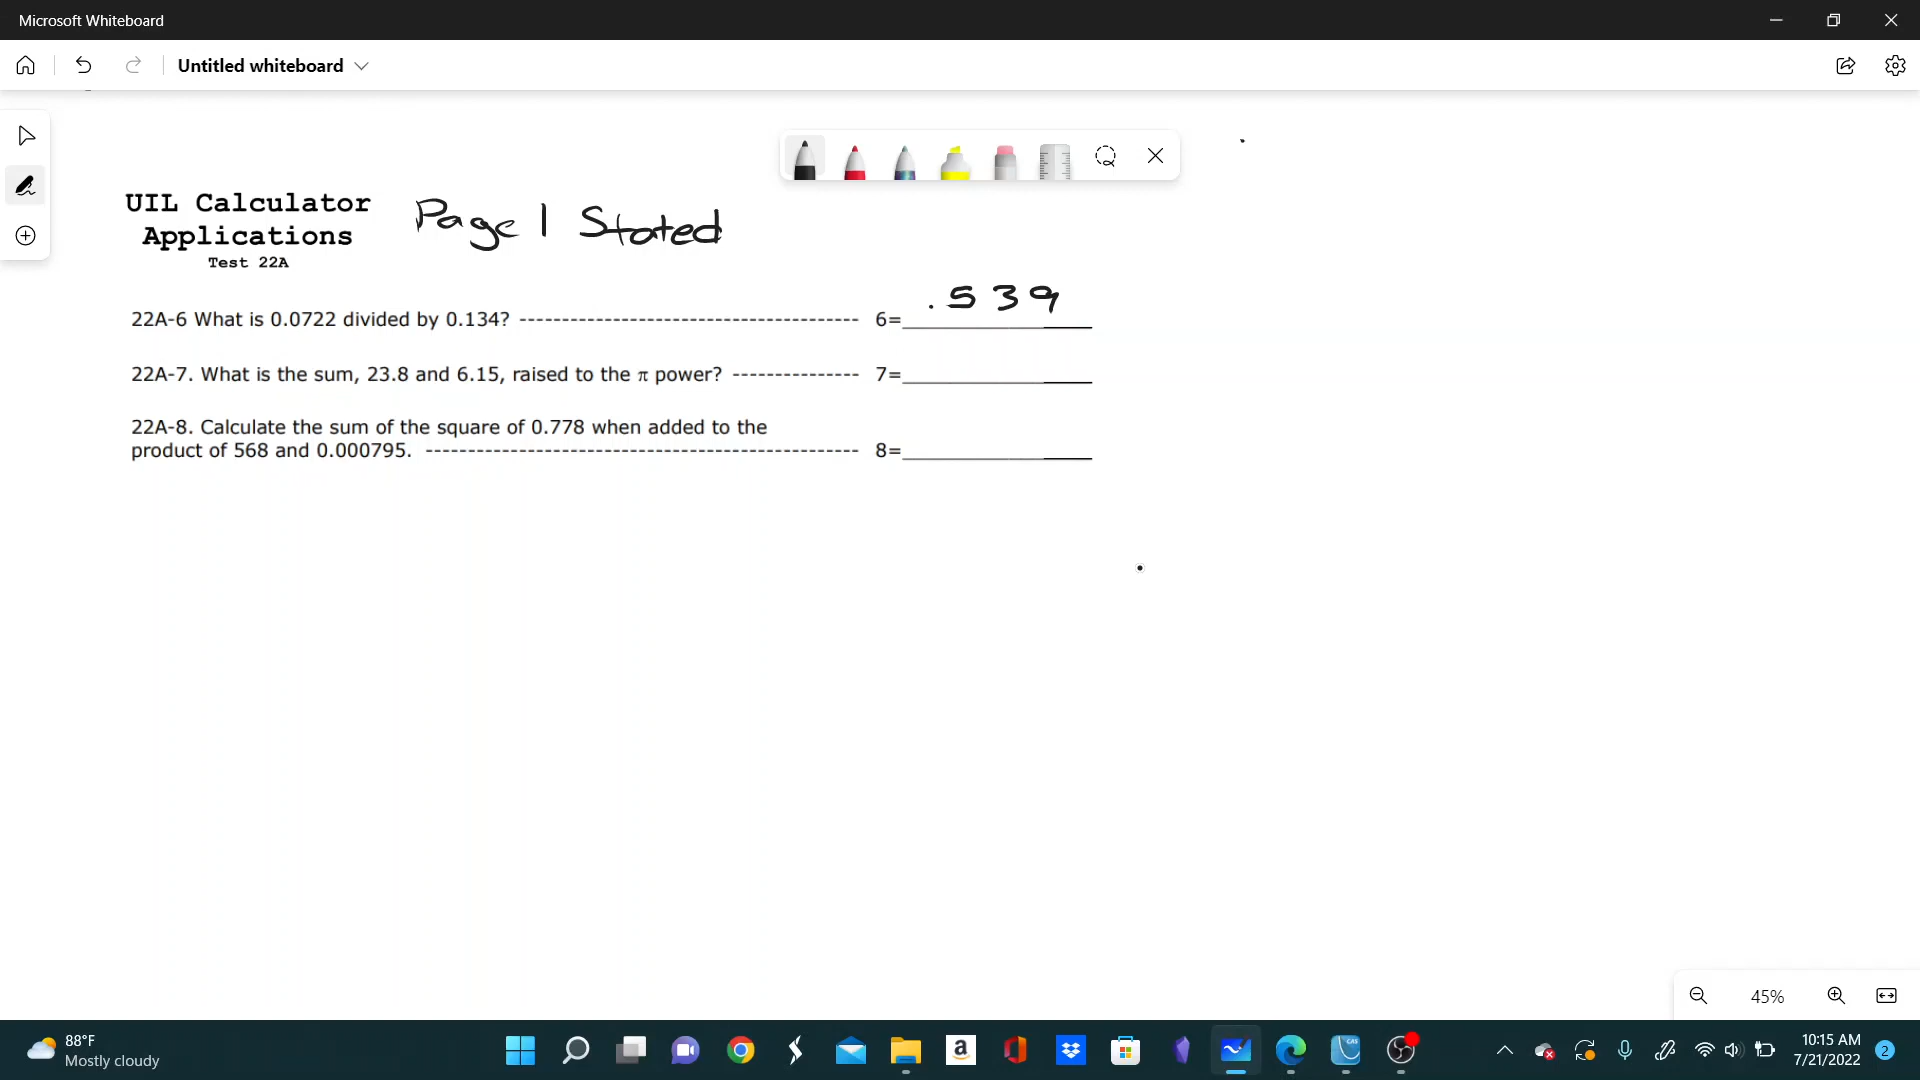 Microsoft Whiteboard
Untitled whiteboard
UIL Calculator
Applications
Test 22A
Page 1 Stated
22A-6 What is 0.0722 divided by 0.134? --------------------------------------- 6= .539
22A-7. What is the sum, 23.8 and 6.15, raised to the π power? --------------- 7=
22A-8. Calculate the sum of the square of 0.778 when added to the
product of 568 and 0.000795. -------------------------------------------------- 8=
45%
88°F
Mostly cloudy
a
CAS
10:15 AM
7/21/2022
2